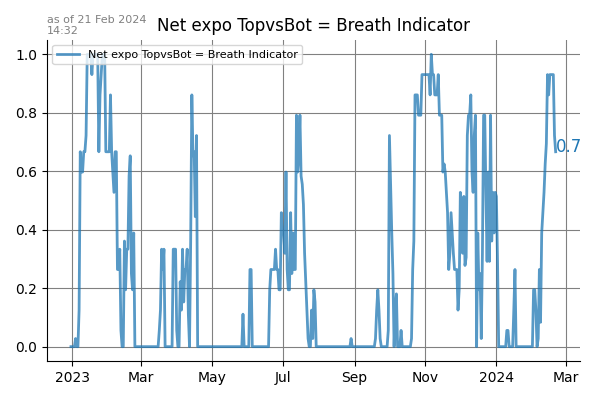 as of 21 Feb 2024
14:32
Net expo TopvsBot = Breath Indicator
Net expo TopvsBot = Breath Indicator
1.0
0.8
0.6
0.4
0.2
0.0
0.7
2023 Mar May Jul Sep Nov 2024 Mar